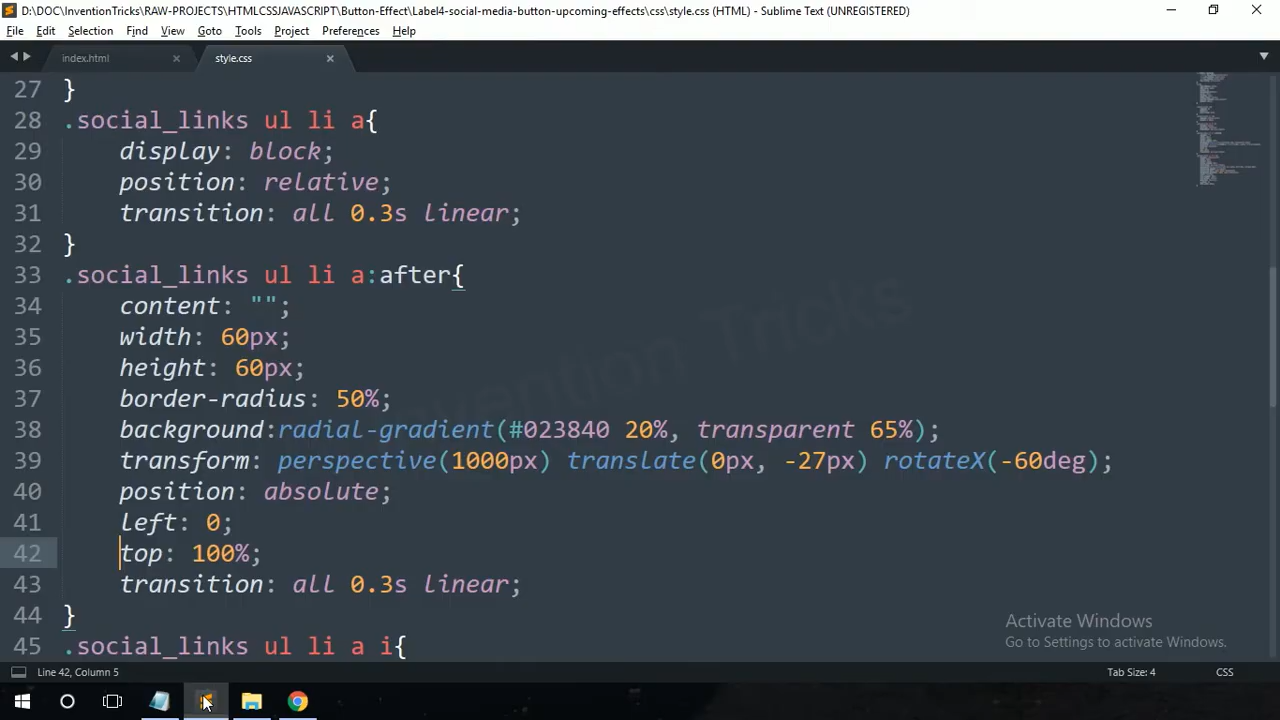 D:\DOC\InventionTricks\RAW-PROJECTS\HTMLCSSJAVASCRIPT\Button-Effect\Label4-social-media-button-upcoming-effects\css\style.css (HTML) - Sublime Text (UNREGISTERED)
File Edit Selection Find View Goto Tools Project Preferences Help
index.html style.css
27 }
28 .social_links ul li a{
29 display: block;
30 position: relative;
31 transition: all 0.3s linear;
32 }
33 .social_links ul li a:after{
34 content: "";
35 width: 60px;
36 height: 60px;
37 border-radius: 50%;
38 background:radial-gradient(#023840 20%, transparent 65%);
39 transform: perspective(1000px) translate(0px, -27px) rotateX(-60deg);
40 position: absolute;
41 left: 0;
42 top: 100%;
43 transition: all 0.3s linear;
44 }
45 .social_links ul li a i{
Invention Tricks
Activate Windows
Go to Settings to activate Windows.
Line 42, Column 5 Tab Size: 4 CSS